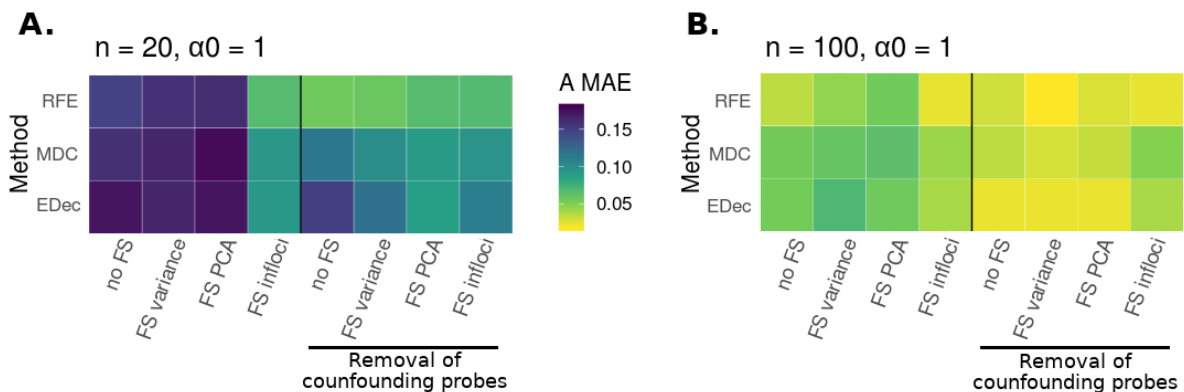 A.
n = 20, α0 = 1
Method
RFE
MDC
EDec
no FS
FS variance
FS PCA
FS infloci
no FS
FS variance
FS PCA
FS infloci
Removal of
counfounding probes
A MAE
0.15
0.10
0.05
B.
n = 100, α0 = 1
Method
RFE
MDC
EDec
no FS
FS variance
FS PCA
FS infloci
no FS
FS variance
FS PCA
FS infloci
Removal of
counfounding probes